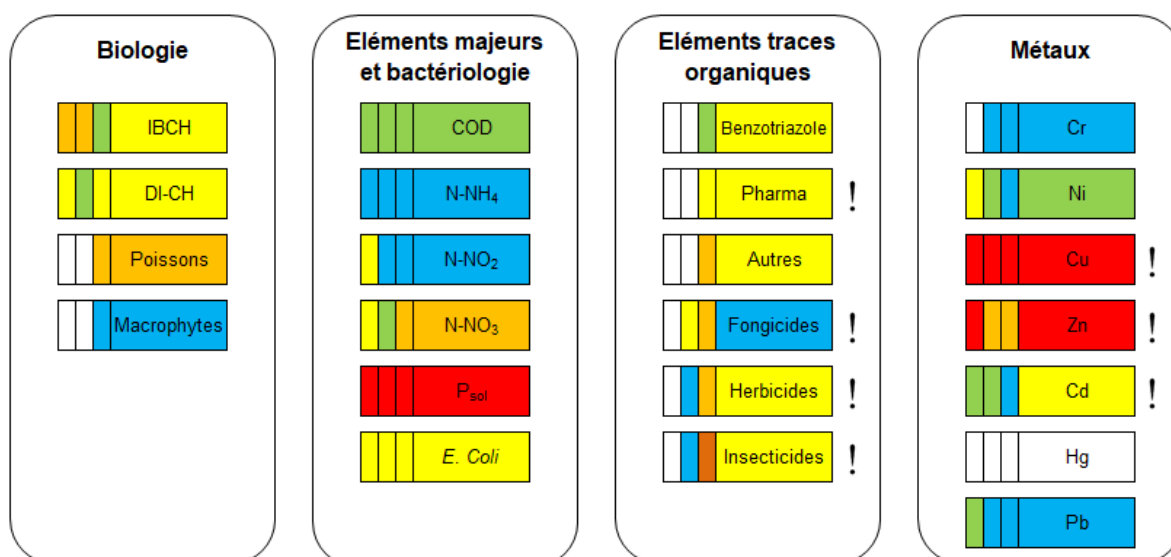 Biologie
IBCH
DI-CH
Poissons
Macrophytes
Eléments majeurs
et bactériologie
COD
N-NH₄
N-NO₂
N-NO₃
Psol
E. Coli
Eléments traces
organiques
Benzotriazole
Pharma !
Autres
Fongicides !
Herbicides !
Insecticides !
Métaux
Cr
Ni
Cu !
Zn !
Cd !
Hg
Pb